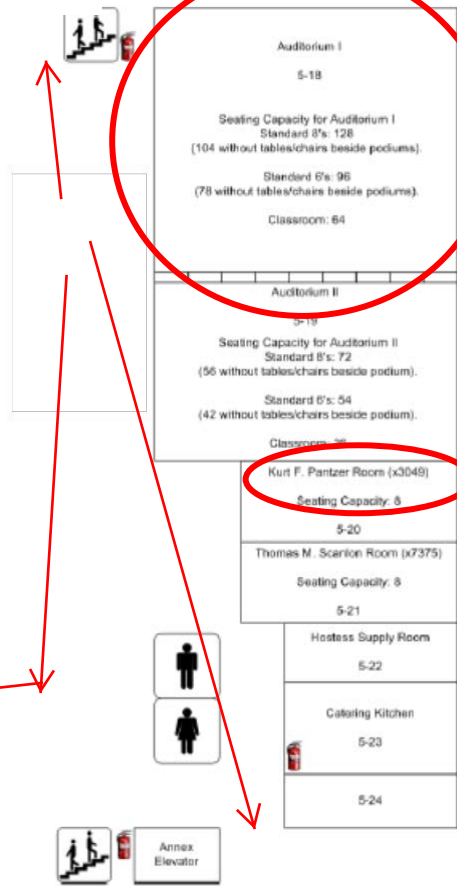 Auditorium I
5-18
Seating Capacity for Auditorium I
Standard 8's: 128
(104 without tables/chairs beside podiums).
Standard 6's: 96
(78 without tables/chairs beside podiums).
Classroom: 64
Auditorium II
5-19
Seating Capacity for Auditorium II
Standard 8's: 72
(56 without tables/chairs beside podium).
Standard 6's: 54
(42 without tables/chairs beside podium).
Classroom: 36
Kurt F. Pantzer Room (x3049)
Seating Capacity: 8
5-20
Thomas M. Scanlon Room (x7375)
Seating Capacity: 8
5-21
Hostess Supply Room
5-22
Catering Kitchen
5-23
5-24
Annex
Elevator